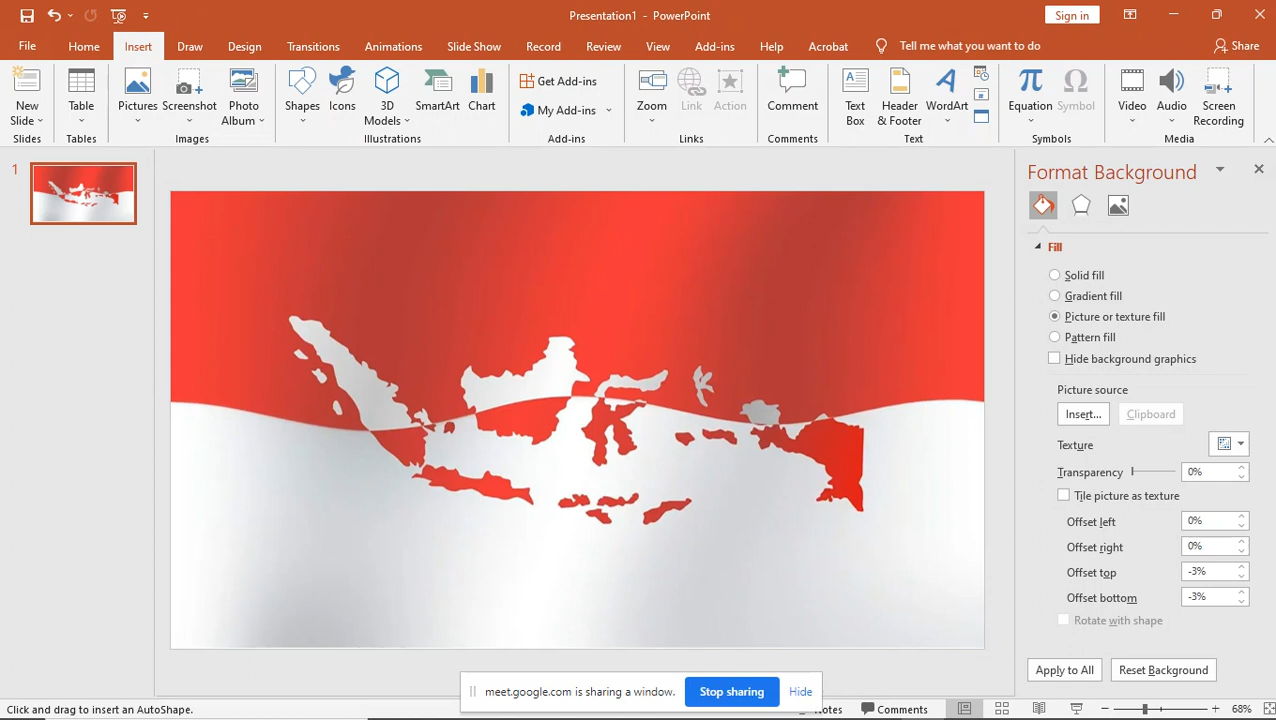 Presentation1 - PowerPoint
Sign in
File Home Insert Draw Design Transitions Animations Slide Show Record Review View Add-ins Help Acrobat Tell me what you want to do Share
New Slide
Slides
Table
Tables
Pictures
Screenshot
Photo Album
Images
Shapes
Icons
3D Models
SmartArt
Chart
Illustrations
Get Add-ins
My Add-ins
Add-ins
Zoom
Link
Action
Links
Comment
Comments
Text Box
Header & Footer
WordArt
Text
Equation
Symbol
Symbols
Video
Audio
Screen Recording
Media
1
Format Background
Fill
Solid fill
Gradient fill
Picture or texture fill
Pattern fill
Hide background graphics
Picture source
Insert... Clipboard
Texture
Transparency 0%
Tile picture as texture
Offset left 0%
Offset right 0%
Offset top -3%
Offset bottom -3%
Rotate with shape
Apply to All Reset Background
meet.google.com is sharing a window. Stop sharing Hide
Click and drag to insert an AutoShape.
Notes Comments 68%